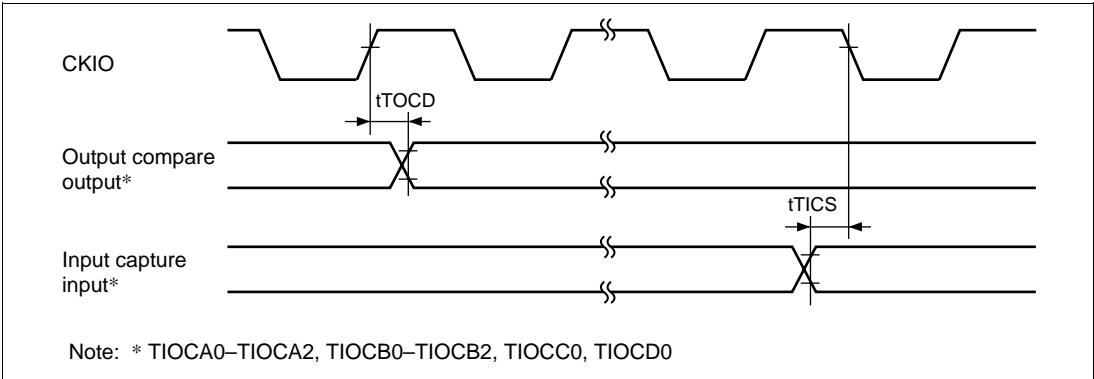 CKIO
tTOCD
Output compare
output*
tTICS
Input capture
input*
Note: * TIOCA0–TIOCA2, TIOCB0–TIOCB2, TIOCC0, TIOCD0